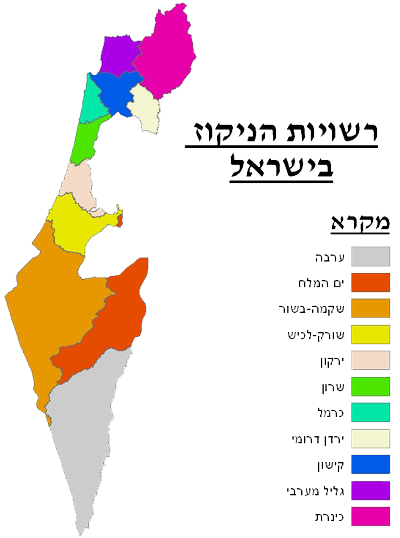 רשויות הניקוז
בישראל
מקרא
ערבה
ים המלח
שקמה-בשור
שורק-לכיש
ירקון
שרון
כרמל
ירדן דרומי
קישון
גליל מערבי
כינרת